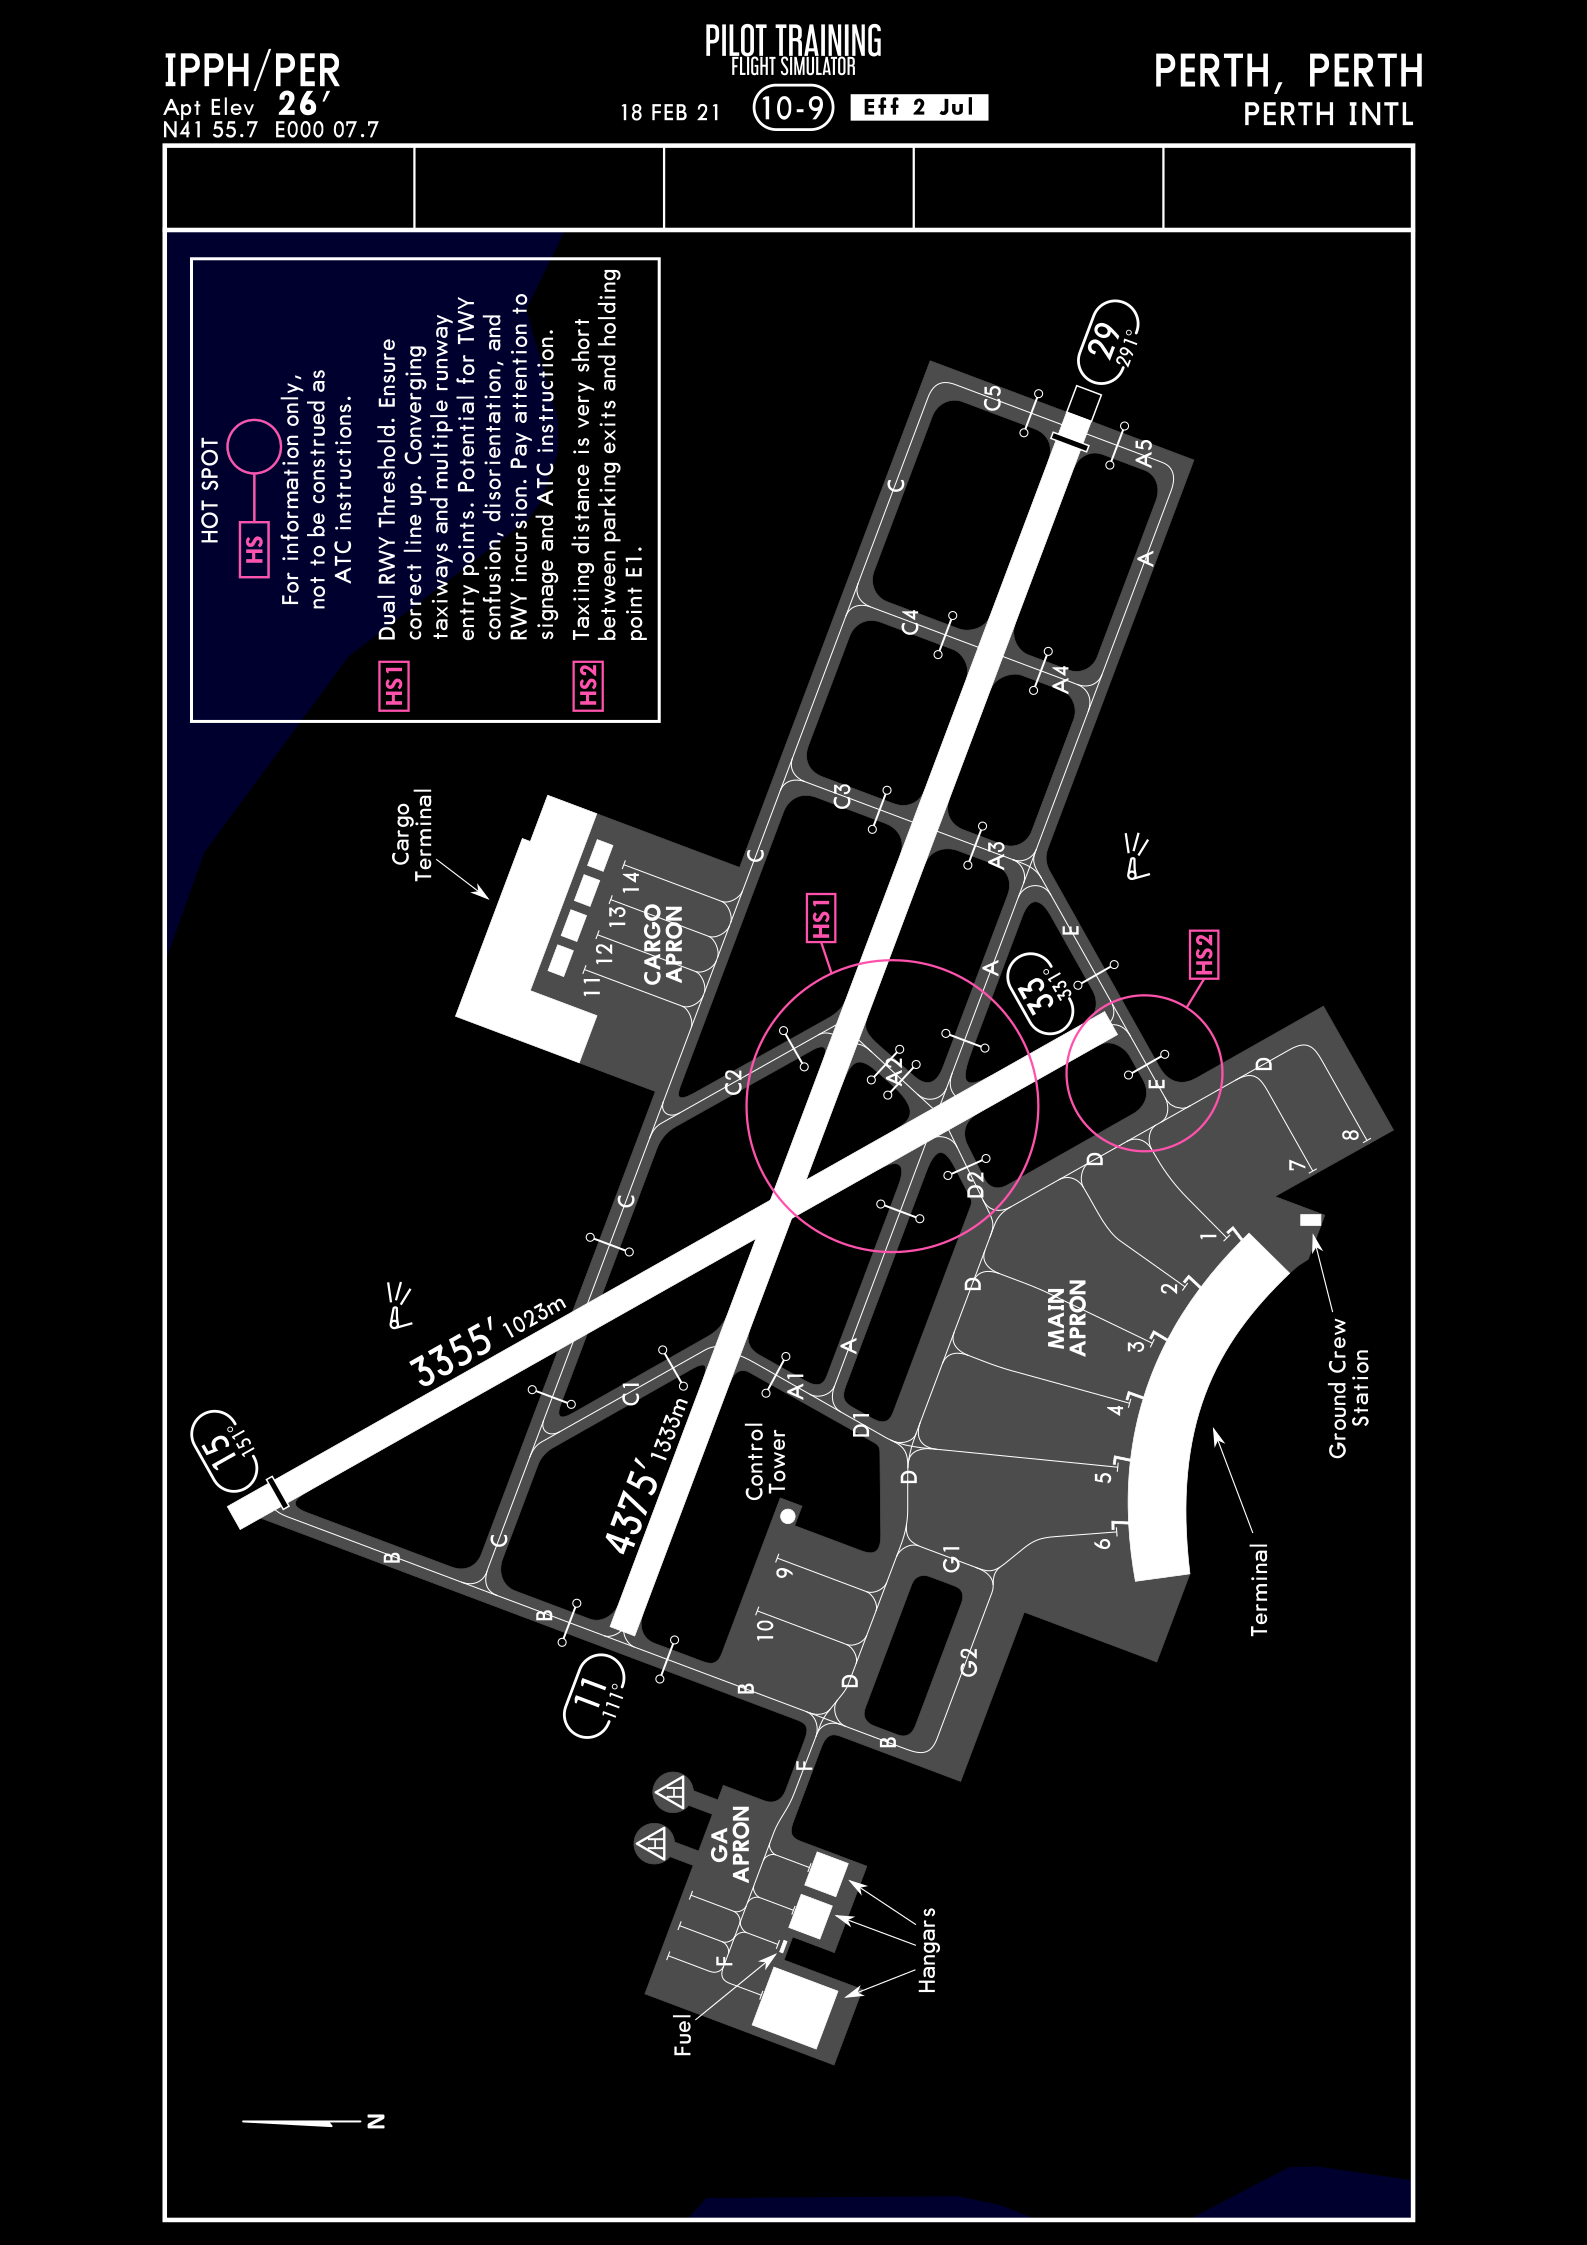 IPPH/PER
Apt Elev 26′
N41 55.7 E000 07.7
PILOT TRAINING
FLIGHT SIMULATOR
18 FEB 21 10-9 Eff 2 Jul
PERTH, PERTH
PERTH INTL
HOT SPOT
HS
For information only,
not to be construed as
ATC instructions.
HS1
Dual RWY Threshold. Ensure
correct line up. Converging
taxiways and multiple runway
entry points. Potential for TWY
confusion, disorientation, and
RWY incursion. Pay attention to
signage and ATC instruction.
HS2
Taxiing distance is very short
between parking exits and holding
point E1.
29
291°
C5
A5
C
A
C4
A4
C3
A3
C
Cargo
Terminal
14
13
12
11
CARGO
APRON
HS1
A
E
33
331°
HS2
C2
A2
E
D
D
8
7
D2
C
1
2
3
4
5
6
D
MAIN
APRON
Ground Crew
Station
3355′ 1023m
15
151°
A
C1
A1
D1
4375′ 1333m
Control
Tower
D
C
B
B
9
10
G1
G2
Terminal
11
111°
B
D
B
F
GA
APRON
H
H
F
Hangars
Fuel
N